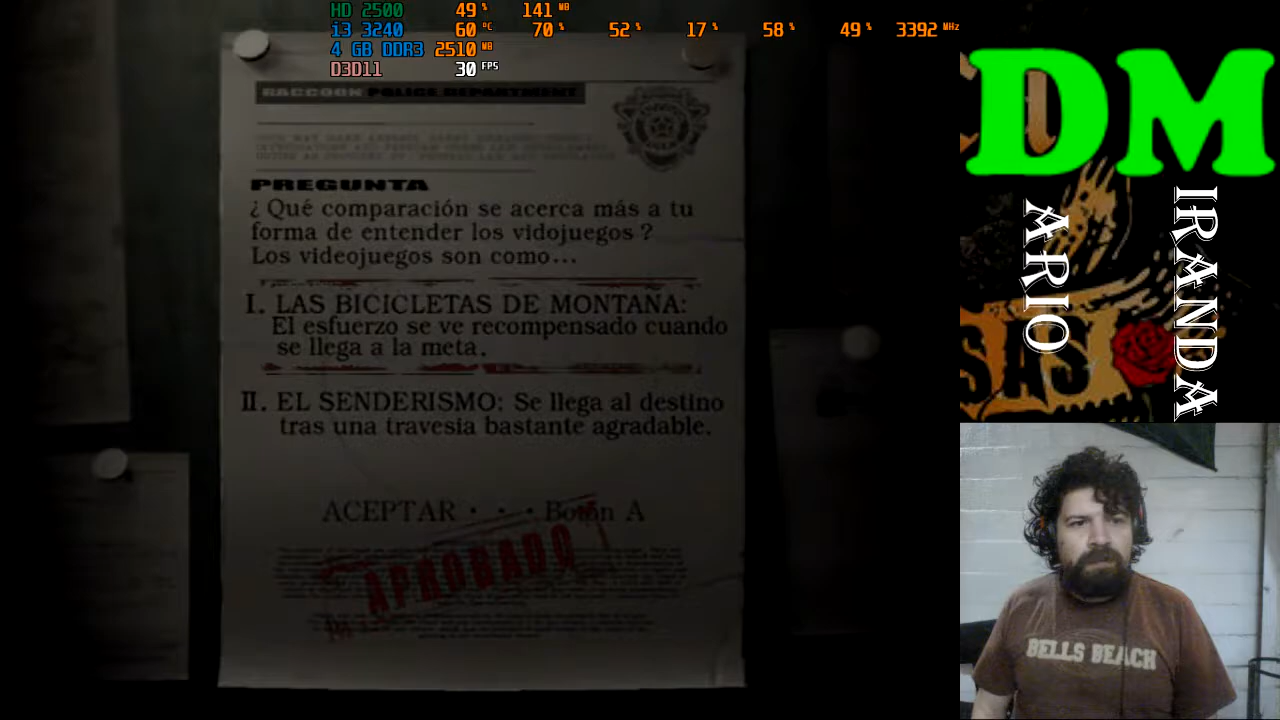 HD 2500 49 % 141 MB
i3 3240 60 °C 70 % 52 % 17 % 58 % 49 % 3392 MHz
4 GB DDR3 2510 MB
D3D11 30 FPS
RACCOON POLICE DEPARTMENT
PREGUNTA
¿ Qué comparación se acerca más a tu
forma de entender los vidojuegos ?
Los videojuegos son como...
I. LAS BICICLETAS DE MONTANA:
El esfuerzo se ve recompensado cuando
se llega a la meta.
II. EL SENDERISMO: Se llega al destino
tras una travesia bastante agradable.
ACEPTAR · · · Botón A
APROBADO
DM
ARIO
IRANDA
SAS
BELLS BEACH